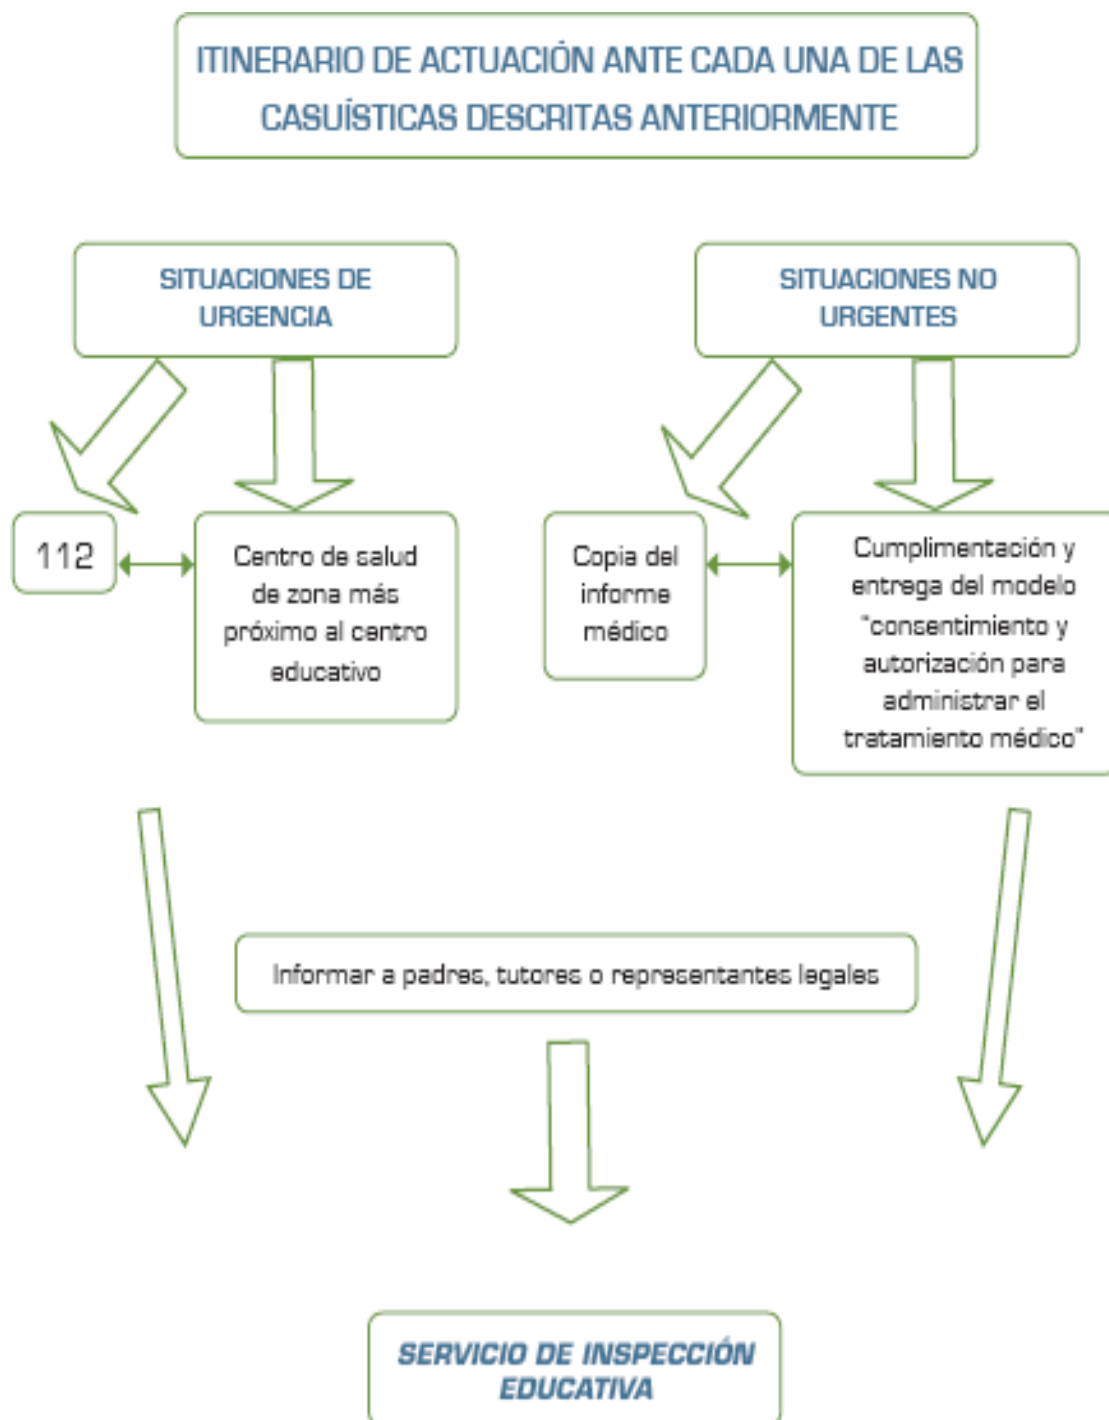 ITINERARIO DE ACTUACIÓN ANTE CADA UNA DE LAS
CASUÍSTICAS DESCRITAS ANTERIORMENTE
SITUACIONES DE
URGENCIA
SITUACIONES NO
URGENTES
112
Centro de salud
de zona más
próximo al centro
educativo
Copia del
informe
médico
Cumplimentación y
entrega del modelo
"consentimiento y
autorización para
administrar el
tratamiento médico"
Informar a padres, tutores o representantes legales
SERVICIO DE INSPECCIÓN
EDUCATIVA